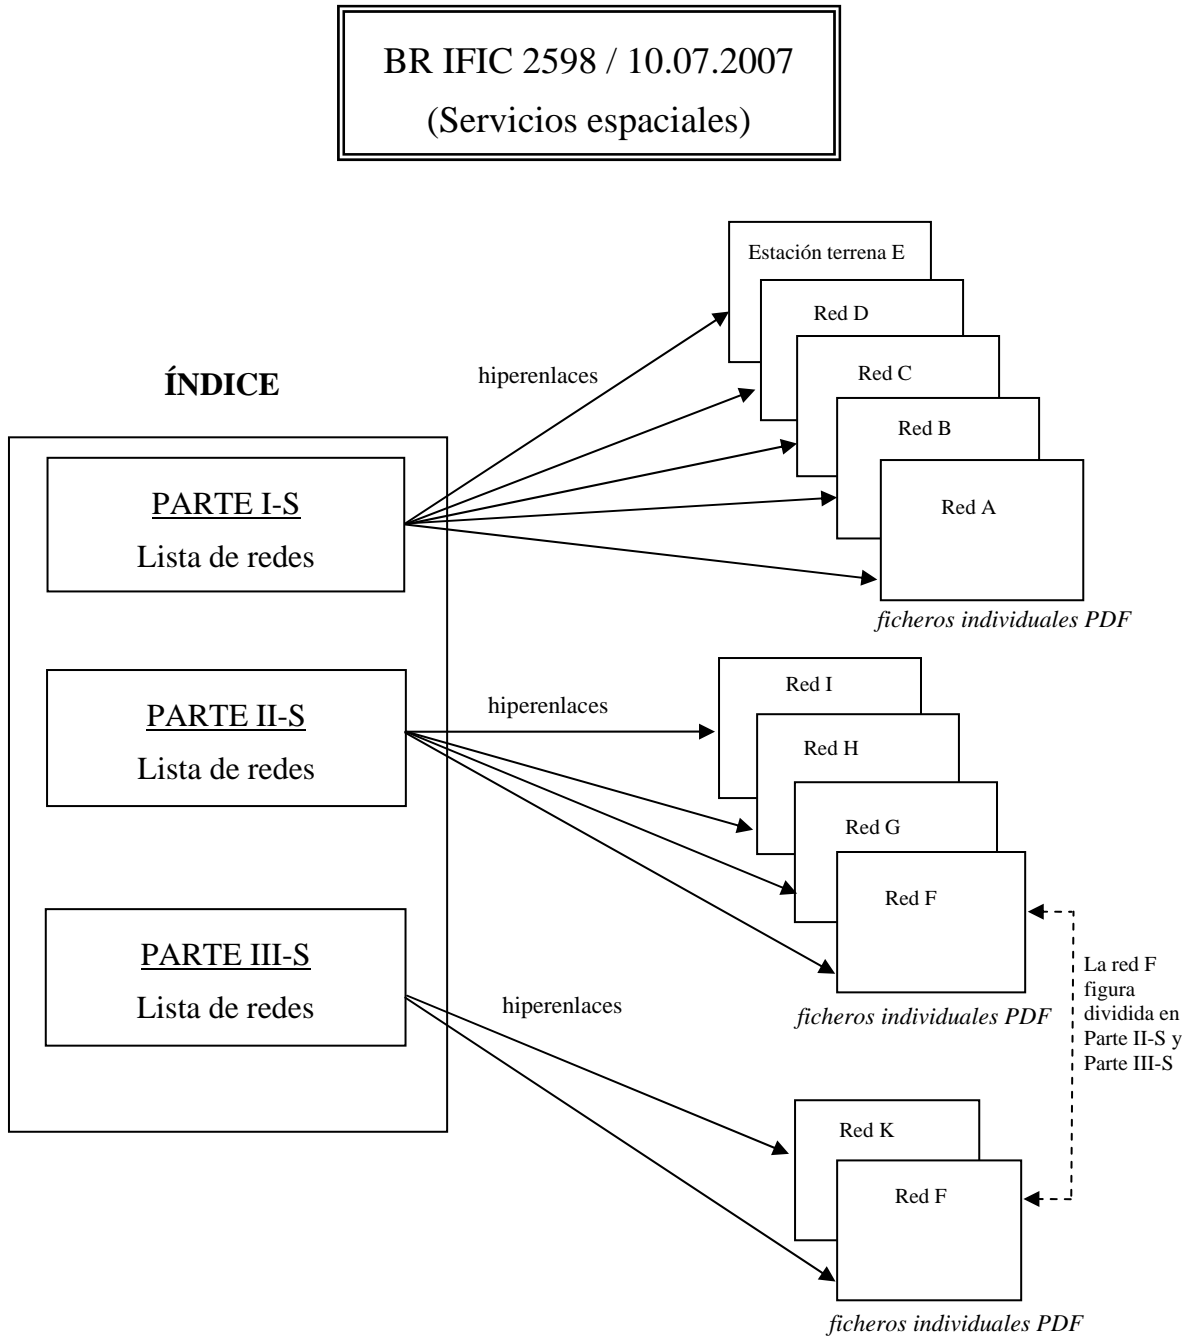 BR IFIC 2598 / 10.07.2007
(Servicios espaciales)
Estación terrena E
Red D
Red C
Red B
Red A
hiperenlaces
ficheros individuales PDF
ÍNDICE
PARTE I-S
Lista de redes
PARTE II-S
Lista de redes
hiperenlaces
Red I
Red H
Red G
Red F
ficheros individuales PDF
PARTE III-S
Lista de redes
hiperenlaces
La red F
figura
dividida en
Parte II-S y
Parte III-S
Red K
Red F
ficheros individuales PDF